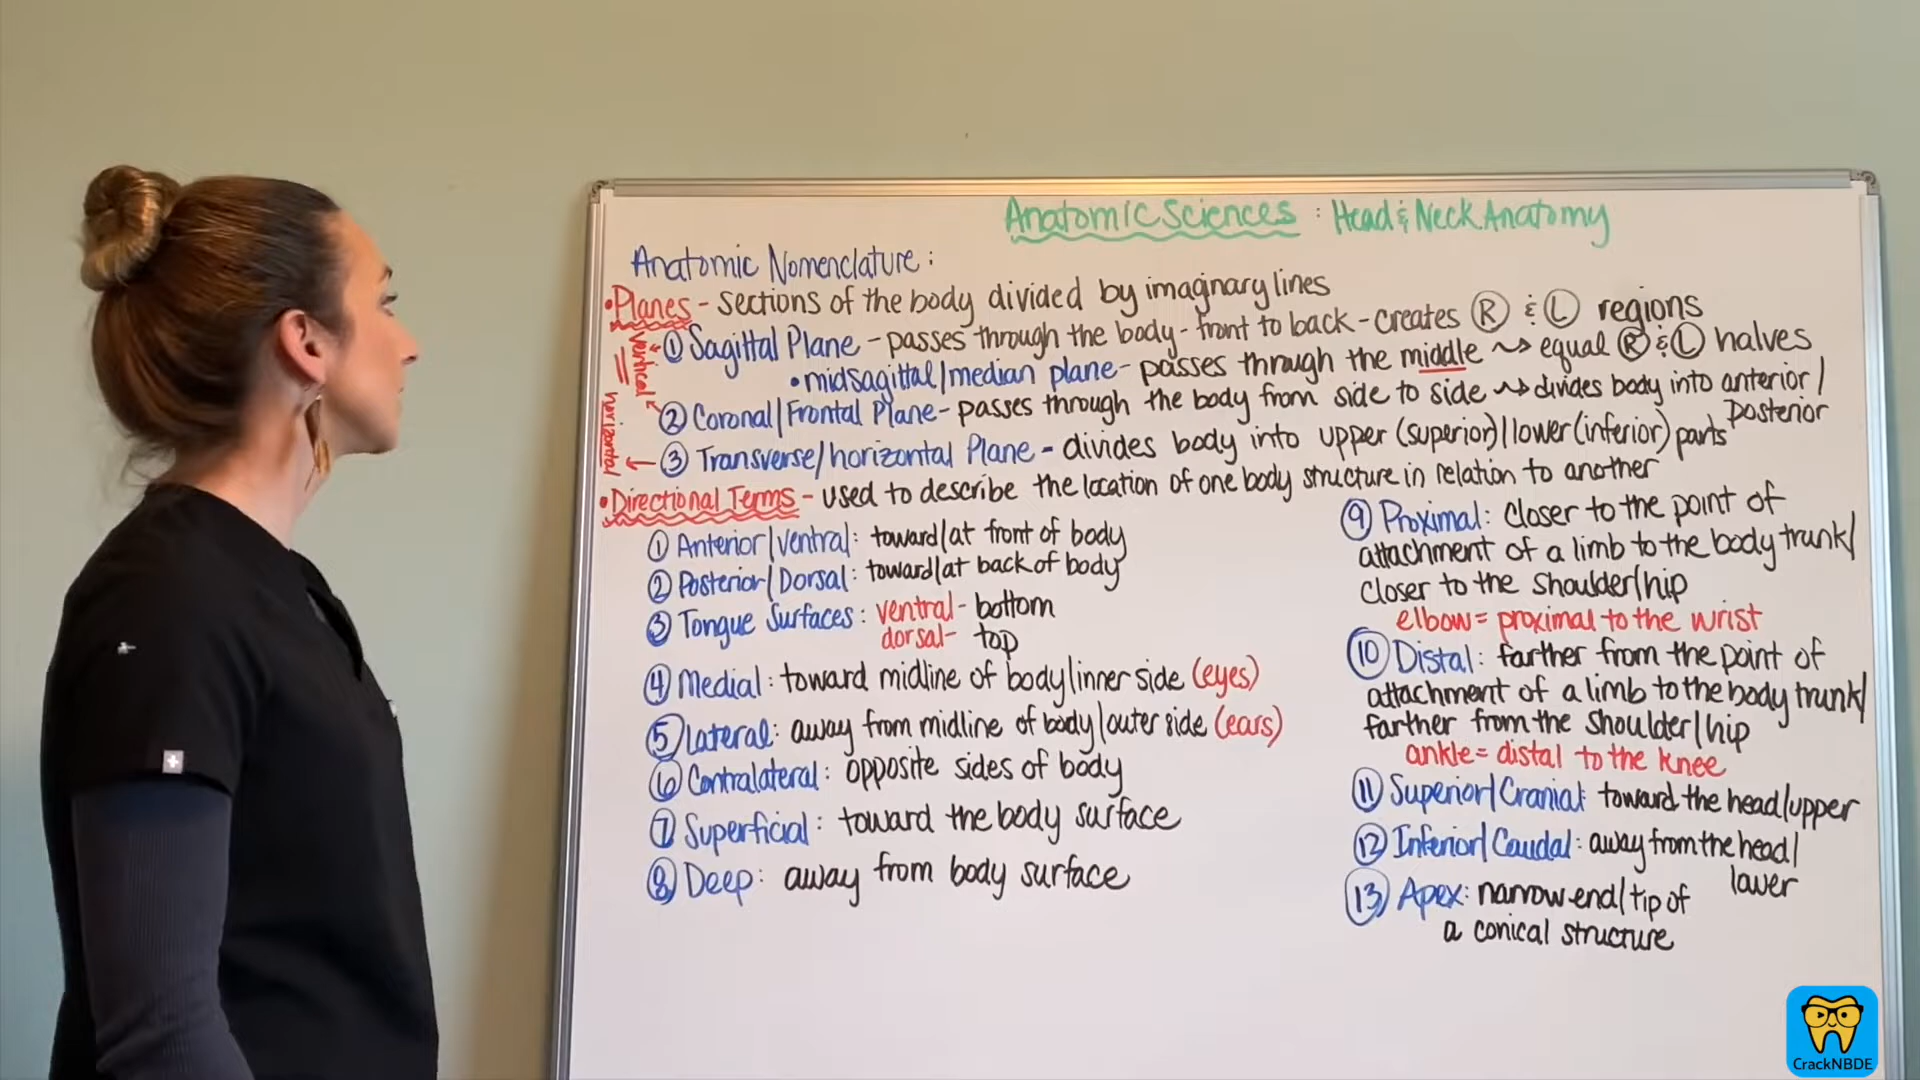 Anatomic Sciences : Head & Neck Anatomy
Anatomic Nomenclature :
• Planes - sections of the body divided by imaginary lines
vertical
① Sagittal Plane - passes through the body - front to back - creates Ⓡ & Ⓛ regions
• midsagittal/median plane - passes through the middle ⇝ equal Ⓡ & Ⓛ halves
② Coronal/Frontal Plane - passes through the body from side to side ⇝ divides body into anterior/
posterior
horizontal
③ Transverse/horizontal Plane - divides body into upper (superior)/lower (inferior) parts
• Directional Terms - used to describe the location of one body structure in relation to another
① Anterior/Ventral: toward/at front of body
② Posterior/Dorsal: toward/at back of body
③ Tongue Surfaces: ventral - bottom
dorsal - top
④ Medial: toward midline of body/inner side (eyes)
⑤ Lateral: away from midline of body/outer side (ears)
⑥ Contralateral: opposite sides of body
⑦ Superficial: toward the body surface
⑧ Deep: away from body surface
⑨ Proximal: closer to the point of
attachment of a limb to the body trunk/
closer to the shoulder/hip
elbow = proximal to the wrist
⑩ Distal: farther from the point of
attachment of a limb to the body trunk/
farther from the shoulder/hip
ankle = distal to the knee
⑪ Superior/Cranial: toward the head/upper
⑫ Inferior/Caudal: away from the head/
lower
⑬ Apex: narrow end/tip of
a conical structure
CrackNBDE